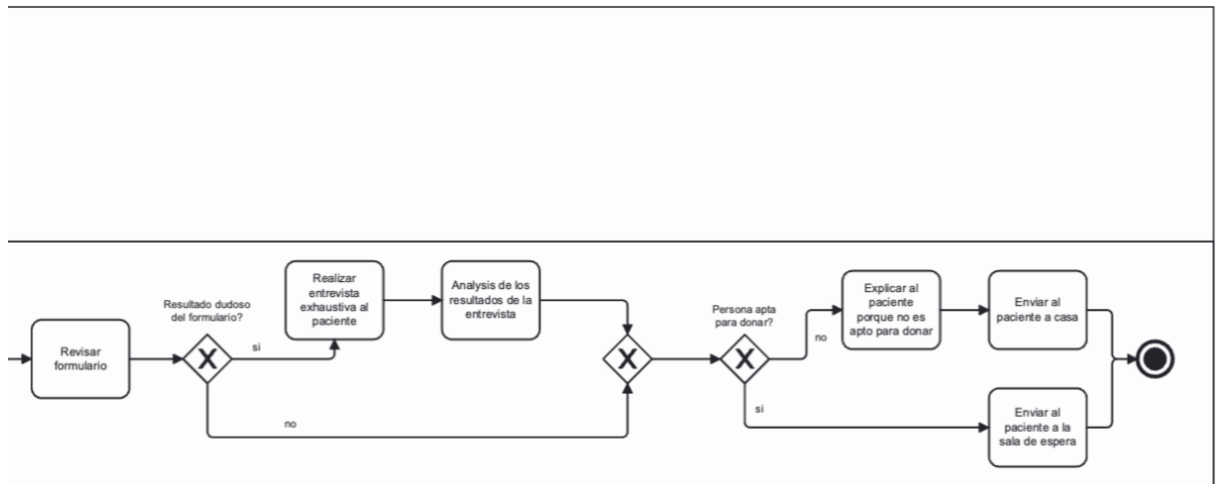 Revisar
formulario
Resultado dudoso
del formulario?
si
no
Realizar
entrevista
exhaustiva al
paciente
Analysis de los
resultados de la
entrevista
Persona apta
para donar?
no
si
Explicar al
paciente
porque no es
apto para donar
Enviar al
paciente a casa
Enviar al
paciente a la
sala de espera